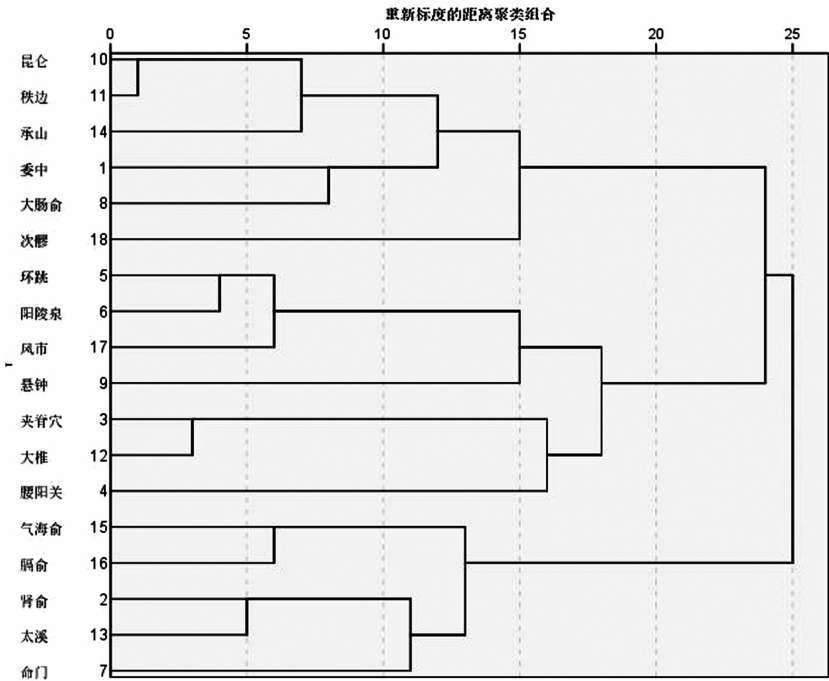 重新标度的距离聚类组合
0 5 10 15 20 25
昆仑 10
秩边 11
承山 14
委中 1
大肠俞 8
次髎 18
环跳 5
阳陵泉 6
风市 17
悬钟 9
夹脊穴 3
大椎 12
腰阳关 4
气海俞 15
膈俞 16
肾俞 2
太溪 13
命门 7